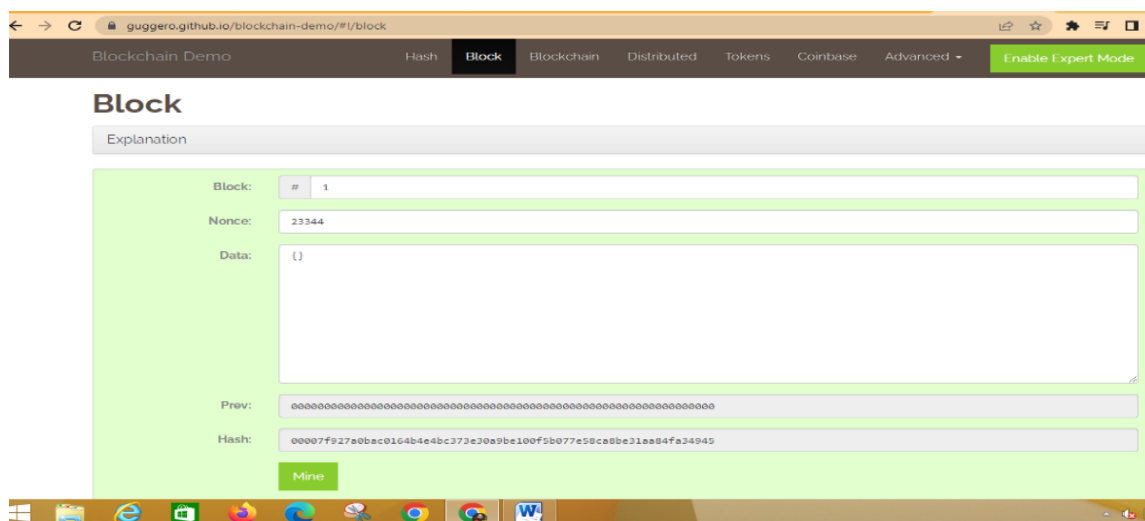 guggero.github.io/blockchain-demo/#!/block
Blockchain Demo Hash Block Blockchain Distributed Tokens Coinbase Advanced Enable Expert Mode
Block
Explanation
Block: # 1
Nonce: 23344
Data: {}
Prev: 0000000000000000000000000000000000000000000000000000000000000000
Hash: 00007f927a0bac0164b4e4bc373e30a9be100f5b077e58ca8be31aa84fa34945
Mine